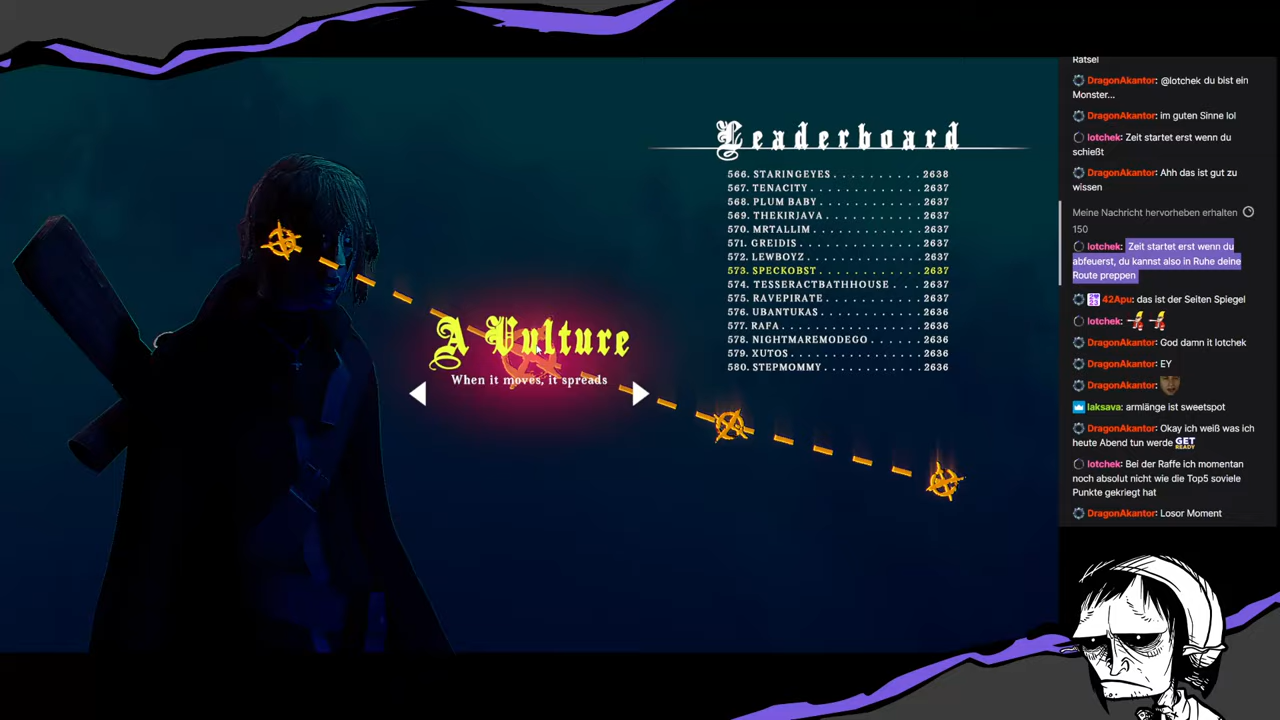 Leaderboard
566. STARINGEYES . . . . . . . . . . 2638
567. TENACITY . . . . . . . . . . . . . 2637
568. PLUM BABY . . . . . . . . . . . . 2637
569. THEKIRJAVA . . . . . . . . . . . 2637
570. MRTALLIM . . . . . . . . . . . . . 2637
571. GREIDIS . . . . . . . . . . . . . . 2637
572. LEWBOYZ . . . . . . . . . . . . . 2637
573. SPECKOBST . . . . . . . . . . . . 2637
574. TESSERACTBATHHOUSE . . . 2637
575. RAVEPIRATE . . . . . . . . . . . 2637
576. UBANTUKAS . . . . . . . . . . . . 2636
577. RAFA . . . . . . . . . . . . . . . . . 2636
578. NIGHTMAREMODEGO . . . . . 2636
579. XUTOS . . . . . . . . . . . . . . . . 2636
580. STEPMOMMY . . . . . . . . . . . 2636
A Vulture
When it moves, it spreads
Rätsel
DragonAkantor: @lotchek du bist ein
Monster...
DragonAkantor: im guten Sinne lol
lotchek: Zeit startet erst wenn du
schießt
DragonAkantor: Ahh das ist gut zu
wissen
Meine Nachricht hervorheben erhalten
150
lotchek: Zeit startet erst wenn du
abfeuerst, du kannst also in Ruhe deine
Route preppen
42Apu: das ist der Seiten Spiegel
lotchek:
DragonAkantor: God damn it lotchek
DragonAkantor: EY
DragonAkantor:
laksava: armlänge ist sweetspot
DragonAkantor: Okay ich weiß was ich
heute Abend tun werde GET READY
lotchek: Bei der Raffe ich momentan
noch absolut nicht wie die Top5 soviele
Punkte gekriegt hat
DragonAkantor: Losor Moment